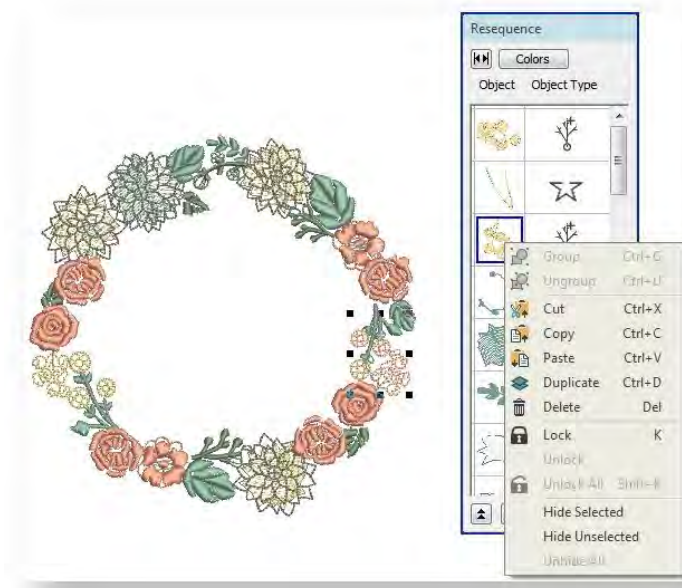 Resequence
Colors
Object Object Type
Group Ctrl+G
Ungroup Ctrl+U
Cut Ctrl+X
Copy Ctrl+C
Paste Ctrl+V
Duplicate Ctrl+D
Delete Del
Lock K
Unlock
Unlock All Shift+K
Hide Selected
Hide Unselected
Unhide All